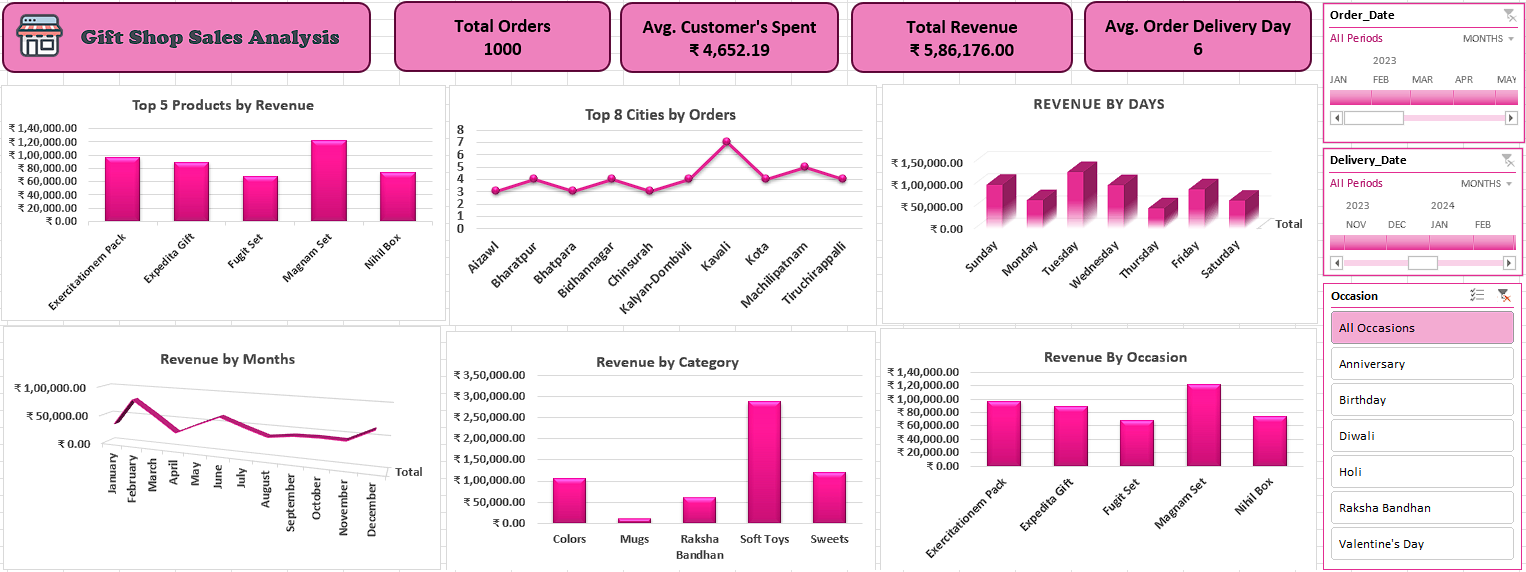 Gift Shop Sales Analysis
Total Orders
1000
Avg. Customer's Spent
₹ 4,652.19
Total Revenue
₹ 5,86,176.00
Avg. Order Delivery Day
6
Order_Date
All Periods
MONTHS
2023
JAN FEB MAR APR MAY
Top 5 Products by Revenue
₹ 1,40,000.00
₹ 1,20,000.00
₹ 1,00,000.00
₹ 80,000.00
₹ 60,000.00
₹ 40,000.00
₹ 20,000.00
₹ 0.00
Exercitationem Pack
Expedita Gift
Fugit Set
Magnam Set
Nihil Box
Top 8 Cities by Orders
8
7
6
5
4
3
2
1
0
Aizawl
Bharatpur
Bhatpara
Bidhannagar
Chinsurah
Kalyan-Dombivli
Kavali
Kota
Machilipatnam
Tiruchirappalli
REVENUE BY DAYS
₹ 1,50,000.00
₹ 1,00,000.00
₹ 50,000.00
₹ 0.00
Total
Sunday
Monday
Tuesday
Wednesday
Thursday
Friday
Saturday
Delivery_Date
All Periods
MONTHS
2023 2024
NOV DEC JAN FEB
Revenue by Months
₹ 1,00,000.00
₹ 50,000.00
₹ 0.00
Total
January
February
March
April
May
June
July
August
September
October
November
December
Revenue by Category
₹ 3,50,000.00
₹ 3,00,000.00
₹ 2,50,000.00
₹ 2,00,000.00
₹ 1,50,000.00
₹ 1,00,000.00
₹ 50,000.00
₹ 0.00
Colors
Mugs
Raksha
Bandhan
Soft Toys
Sweets
Revenue By Occasion
₹ 1,40,000.00
₹ 1,20,000.00
₹ 1,00,000.00
₹ 80,000.00
₹ 60,000.00
₹ 40,000.00
₹ 20,000.00
₹ 0.00
Exercitationem Pack
Expedita Gift
Fugit Set
Magnam Set
Nihil Box
Occasion
All Occasions
Anniversary
Birthday
Diwali
Holi
Raksha Bandhan
Valentine's Day